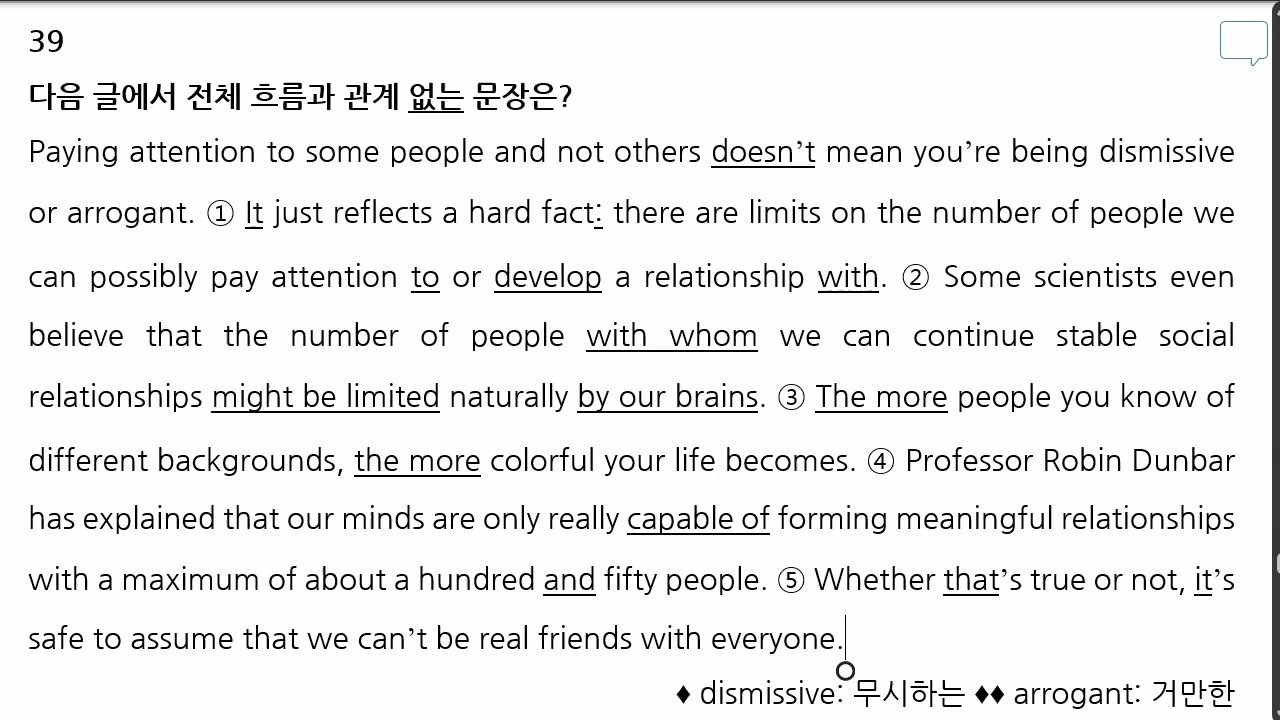 39
다음 글에서 전체 흐름과 관계 없는 문장은?
Paying attention to some people and not others doesn’t mean you’re being dismissive
or arrogant. ① It just reflects a hard fact: there are limits on the number of people we
can possibly pay attention to or develop a relationship with. ② Some scientists even
believe that the number of people with whom we can continue stable social
relationships might be limited naturally by our brains. ③ The more people you know of
different backgrounds, the more colorful your life becomes. ④ Professor Robin Dunbar
has explained that our minds are only really capable of forming meaningful relationships
with a maximum of about a hundred and fifty people. ⑤ Whether that’s true or not, it’s
safe to assume that we can’t be real friends with everyone.
♦ dismissive: 무시하는 ♦♦ arrogant: 거만한